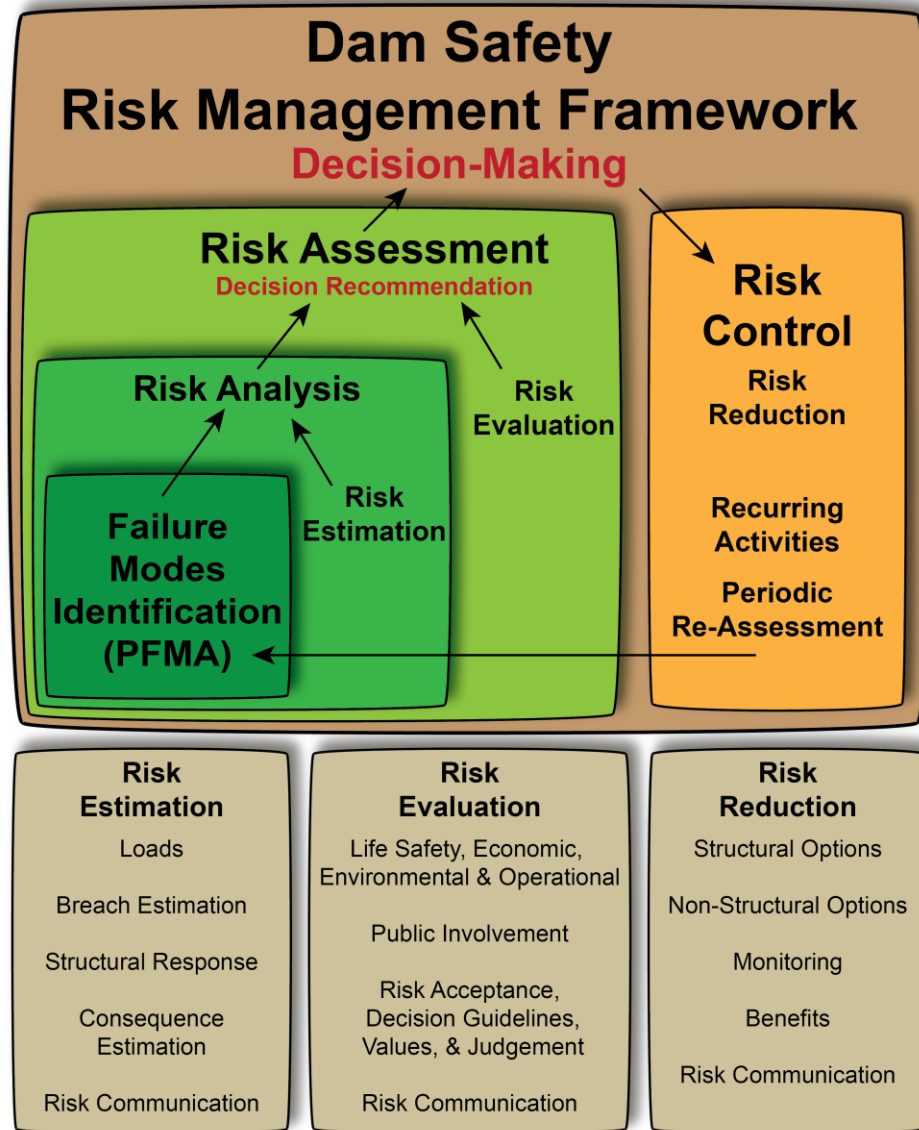 Dam Safety
Risk Management Framework
Decision-Making
Risk Assessment
Decision Recommendation
Risk Analysis
Risk
Evaluation
Risk
Estimation
Failure
Modes
Identification
(PFMA)
Risk
Control
Risk
Reduction
Recurring
Activities
Periodic
Re-Assessment
Risk
Estimation
Loads
Breach Estimation
Structural Response
Consequence
Estimation
Risk Communication
Risk
Evaluation
Life Safety, Economic,
Environmental & Operational
Public Involvement
Risk Acceptance,
Decision Guidelines,
Values, & Judgement
Risk Communication
Risk
Reduction
Structural Options
Non-Structural Options
Monitoring
Benefits
Risk Communication